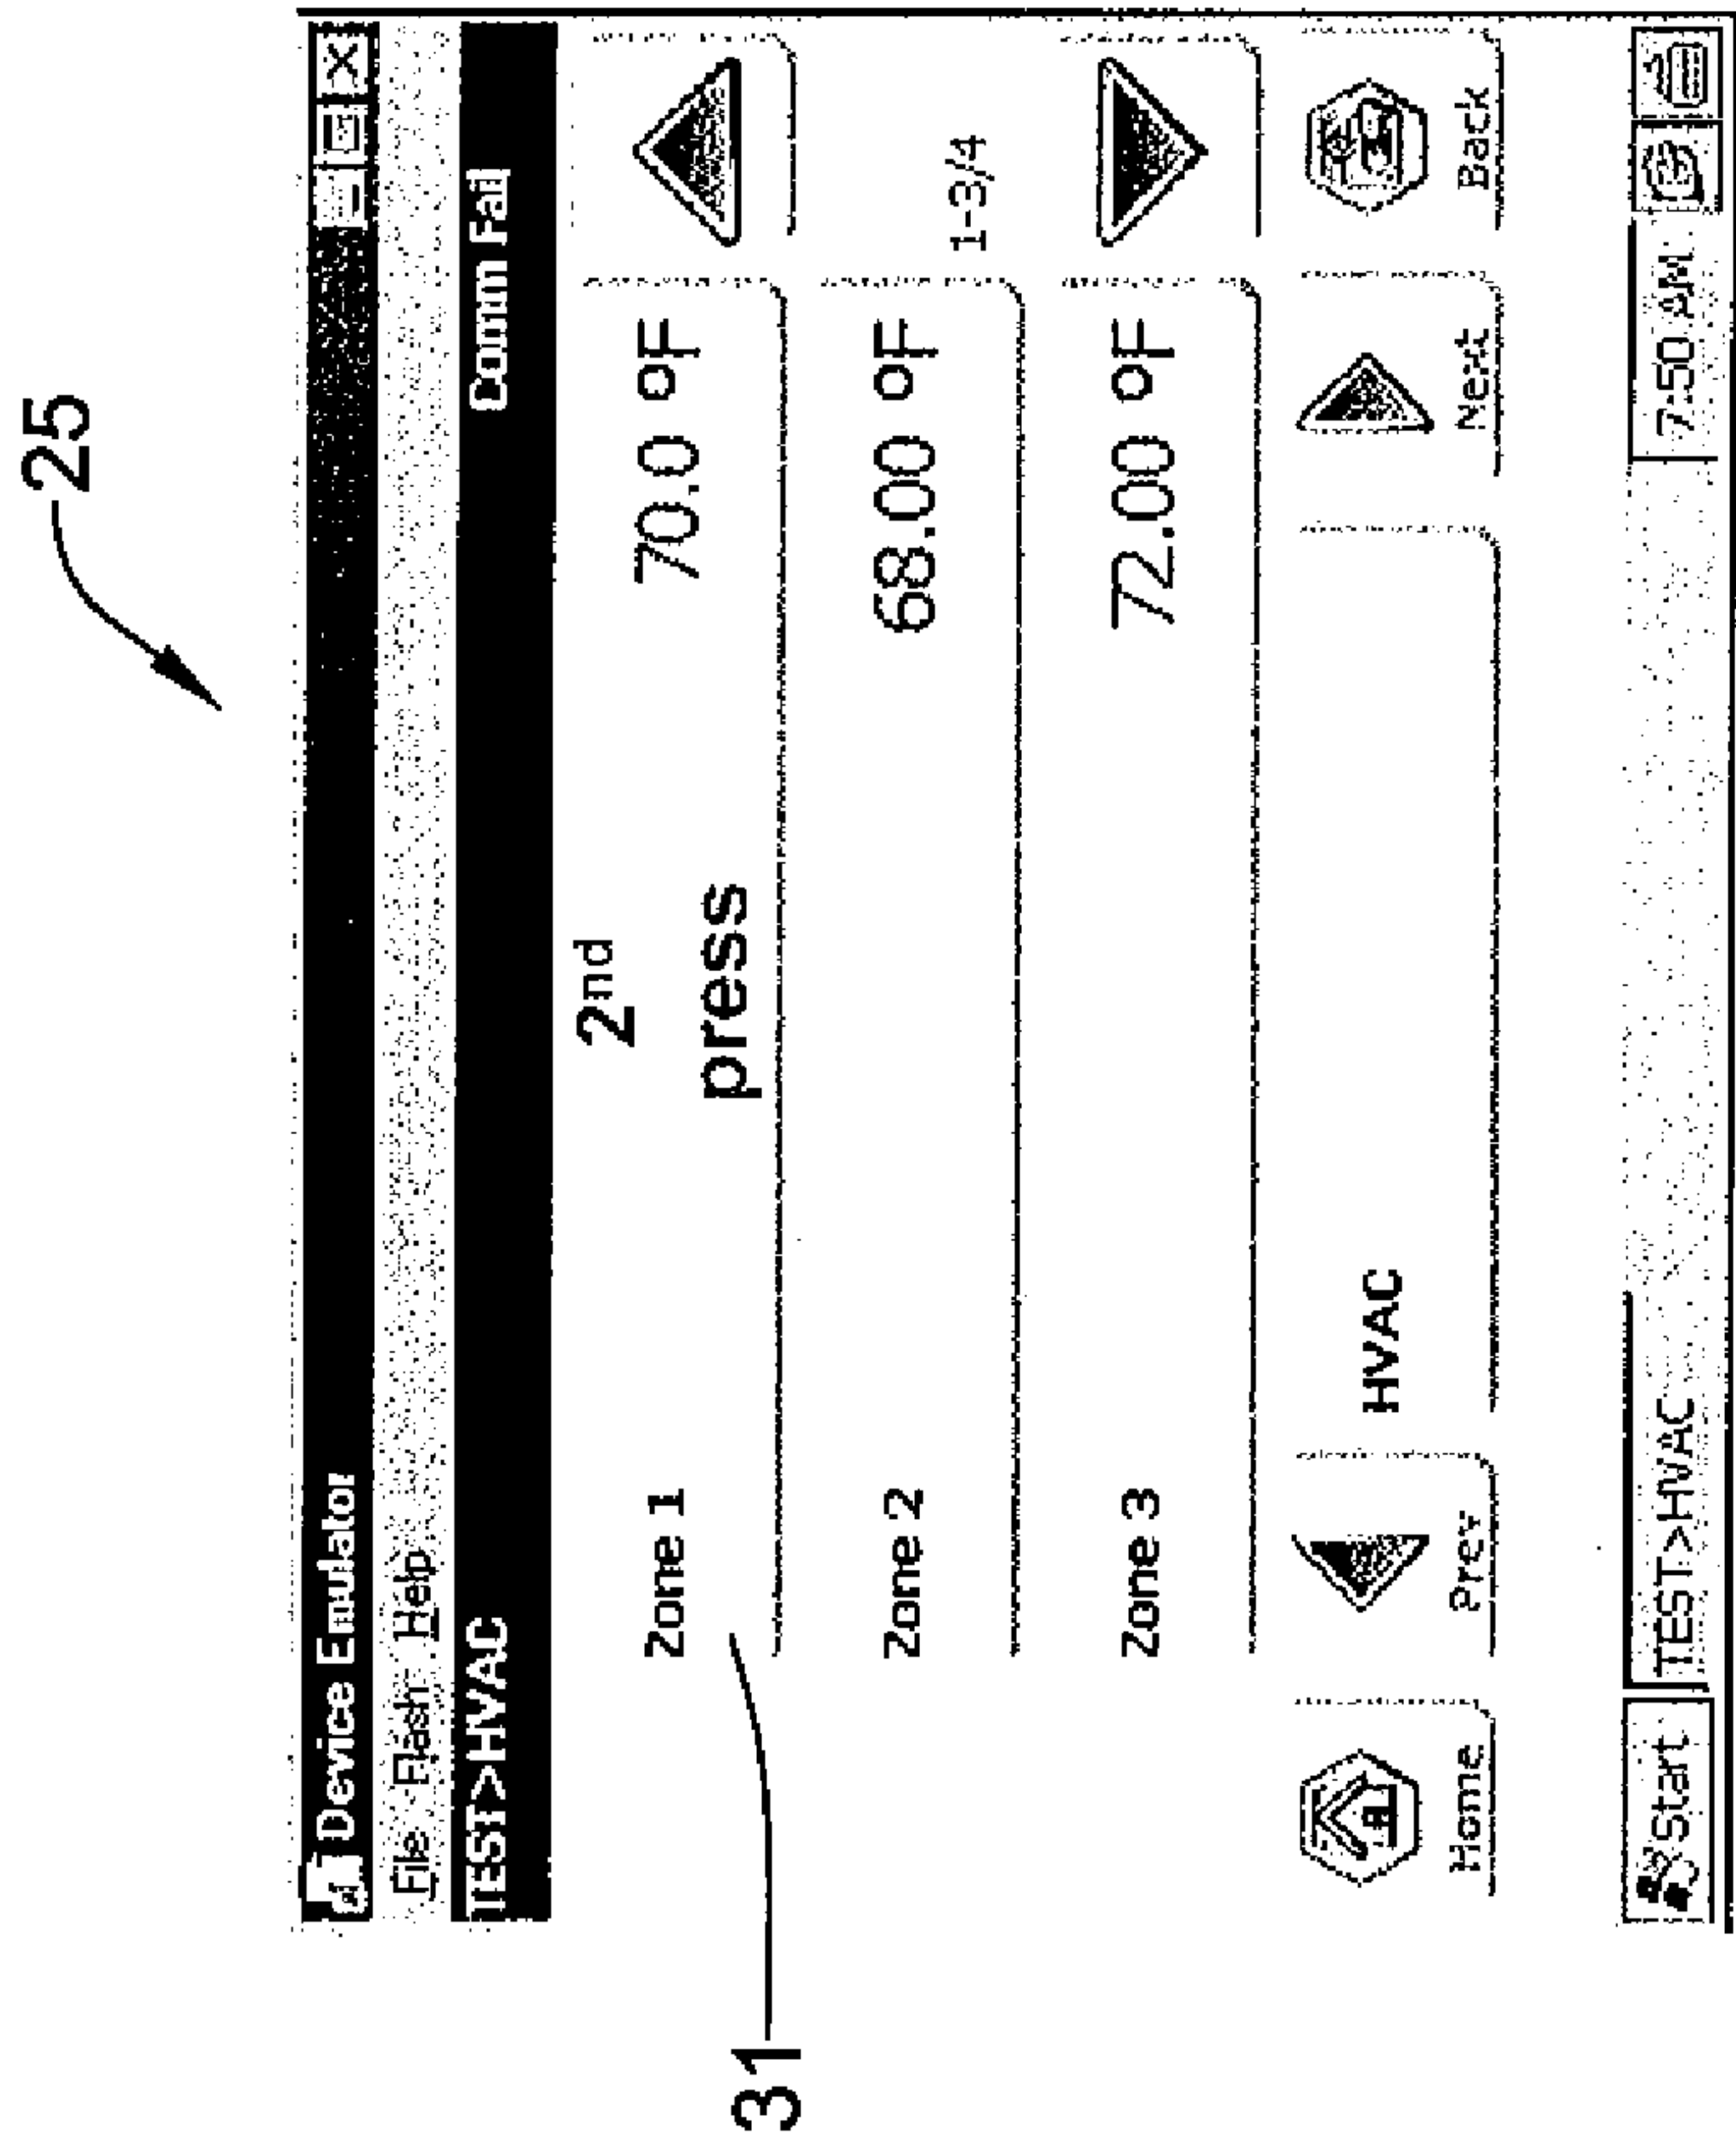 25
Device Emulator
File Flash Help
TEST>HVAC Comm Fail
2nd
press
Zone 1 70.0 ºF
Zone 2 68.00 ºF
1-3/4
Zone 3 72.00 ºF
HVAC
Home Prev Next Back
Start TEST>HVAC 7:50 AM
31